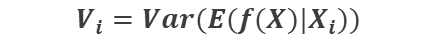 V_i = Var(E(f(X)|X_i))